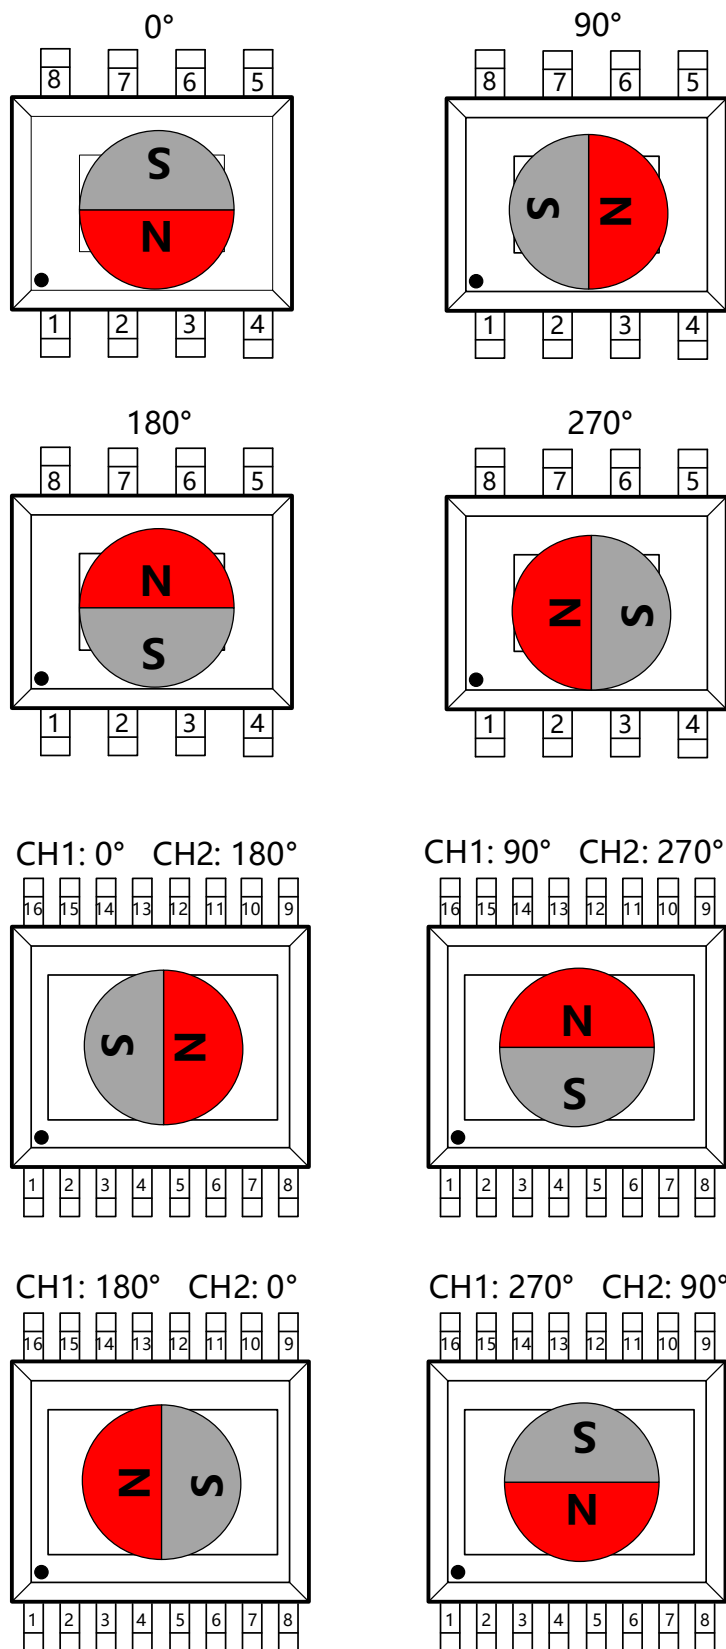 0°
90°
8 7 6 5
8 7 6 5
S
N
S N
1 2 3 4
1 2 3 4
180°
270°
8 7 6 5
8 7 6 5
N
S
N S
1 2 3 4
1 2 3 4
CH1: 0° CH2: 180°
CH1: 90° CH2: 270°
16 15 14 13 12 11 10 9
16 15 14 13 12 11 10 9
S N
N
S
1 2 3 4 5 6 7 8
1 2 3 4 5 6 7 8
CH1: 180° CH2: 0°
CH1: 270° CH2: 90°
16 15 14 13 12 11 10 9
16 15 14 13 12 11 10 9
N S
S
N
1 2 3 4 5 6 7 8
1 2 3 4 5 6 7 8